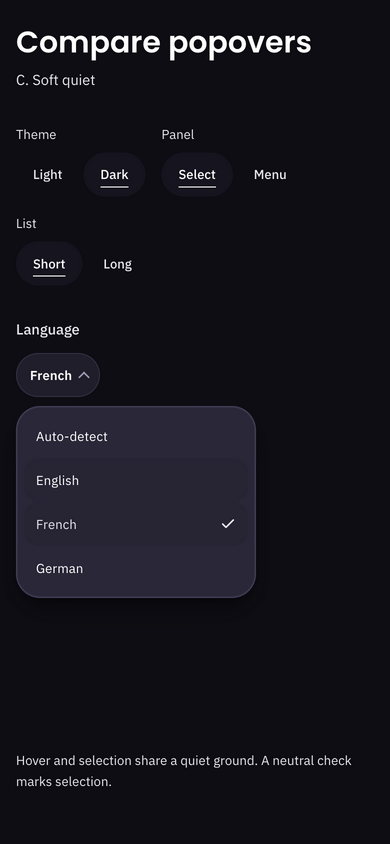 Compare popovers
C. Soft quiet
Theme
Panel
Light
Dark
Select
Menu
List
Short
Long
Language
French
Auto-detect
English
French
German
Hover and selection share a quiet ground. A neutral check
marks selection.